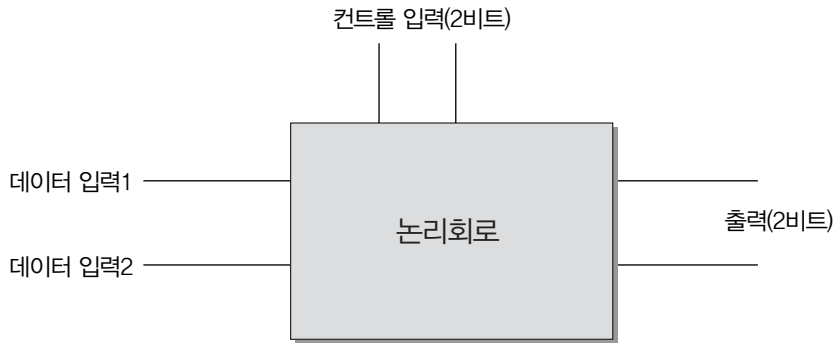 컨트롤 입력(2비트)
데이터 입력1
논리회로
출력(2비트)
데이터 입력2